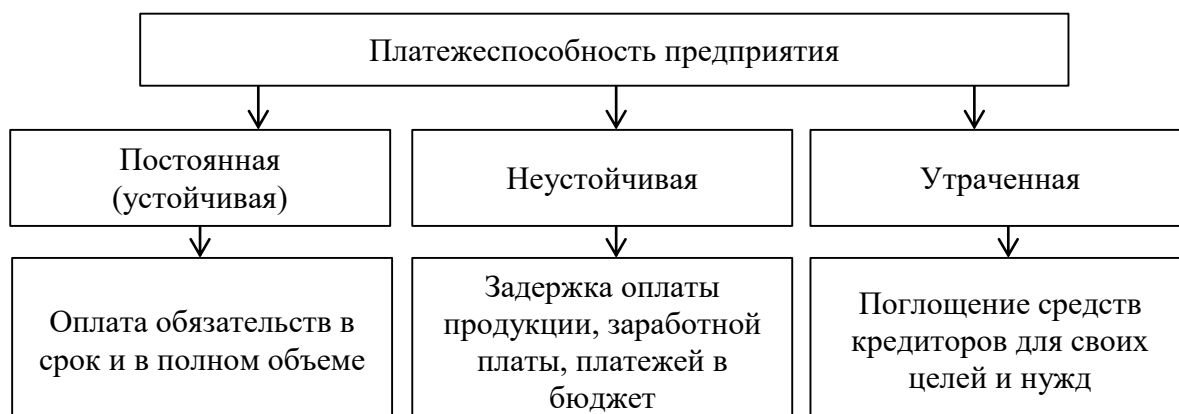 Платежеспособность предприятия
Постоянная
(устойчивая)
Неустойчивая
Утраченная
Оплата обязательств в
срок и в полном объеме
Задержка оплаты
продукции, заработной
платы, платежей в
бюджет
Поглощение средств
кредиторов для своих
целей и нужд